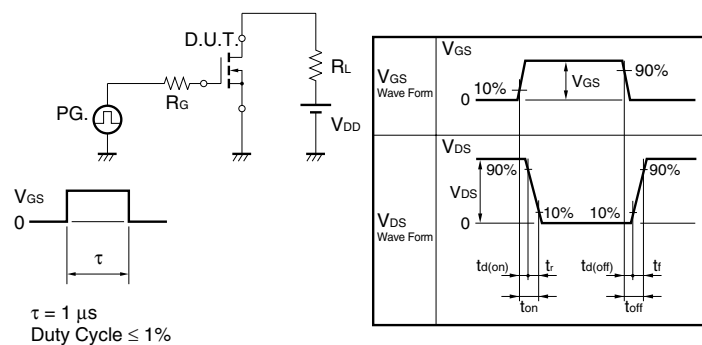 D.U.T.
RL
RG
PG.
VDD
VGS
0
τ
τ = 1 μs
Duty Cycle ≤ 1%
VGS
Wave Form
VGS
10%
VGS
90%
0
VDS
Wave Form
VDS
90%
90%
VDS
10%
10%
0
td(on)
tr
td(off)
tf
ton
toff